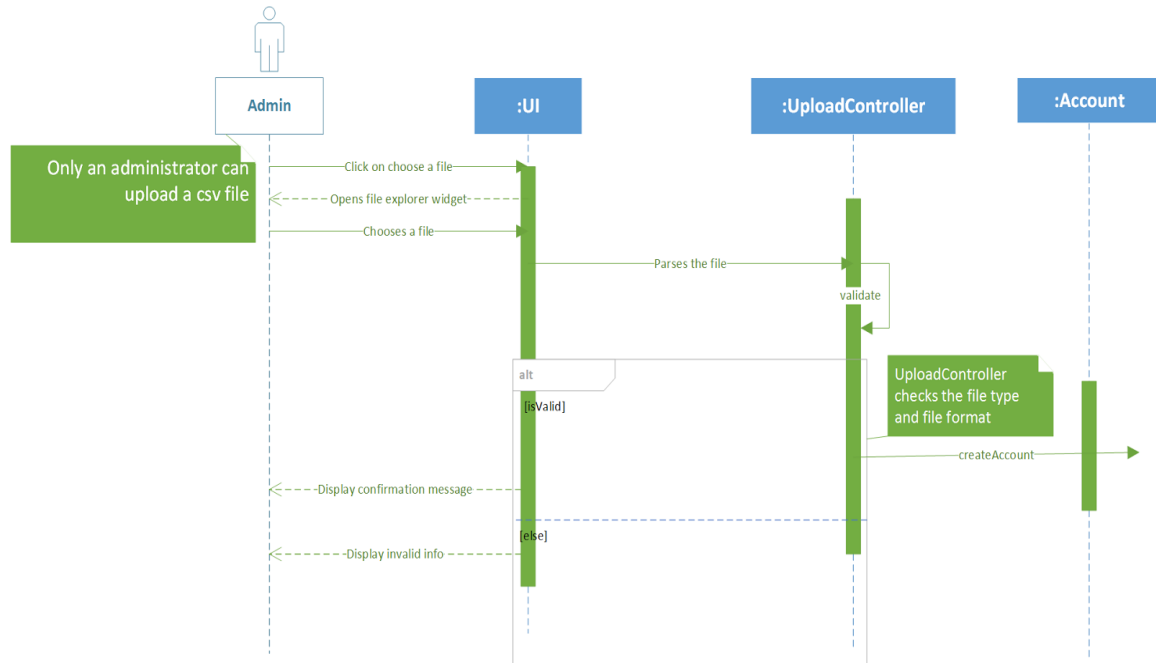 Admin
:UI
:UploadController
:Account
Only an administrator can
upload a csv file
Click on choose a file
Opens file explorer widget
Chooses a file
Parses the file
validate
alt
[isValid]
UploadController
checks the file type
and file format
createAccount
Display confirmation message
[else]
Display invalid info